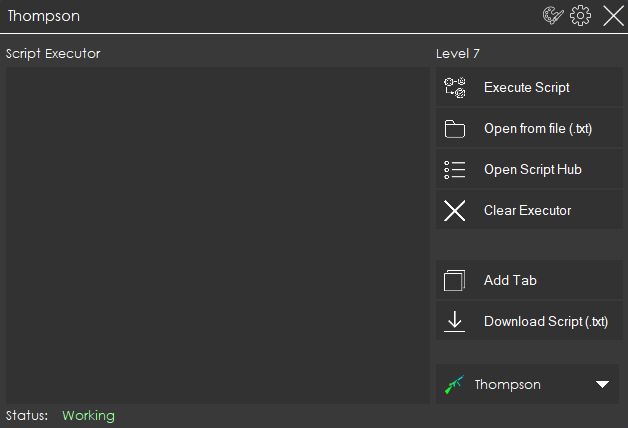 Thompson
Script Executor
Level 7
Execute Script
Open from file (.txt)
Open Script Hub
Clear Executor
Add Tab
Download Script (.txt)
Thompson
Status: Working